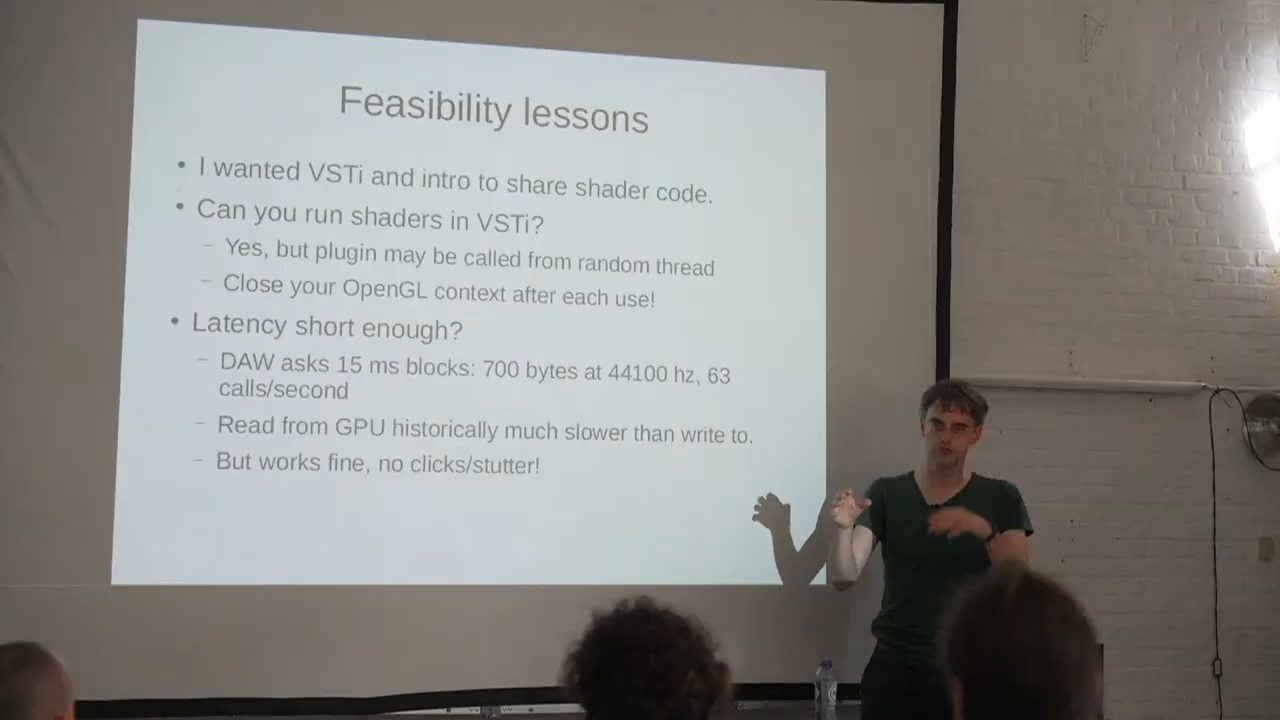 Feasibility lessons
• I wanted VSTi and intro to share shader code.
• Can you run shaders in VSTi?
– Yes, but plugin may be called from random thread
– Close your OpenGL context after each use!
• Latency short enough?
– DAW asks 15 ms blocks: 700 bytes at 44100 hz, 63
calls/second
– Read from GPU historically much slower than write to.
– But works fine, no clicks/stutter!